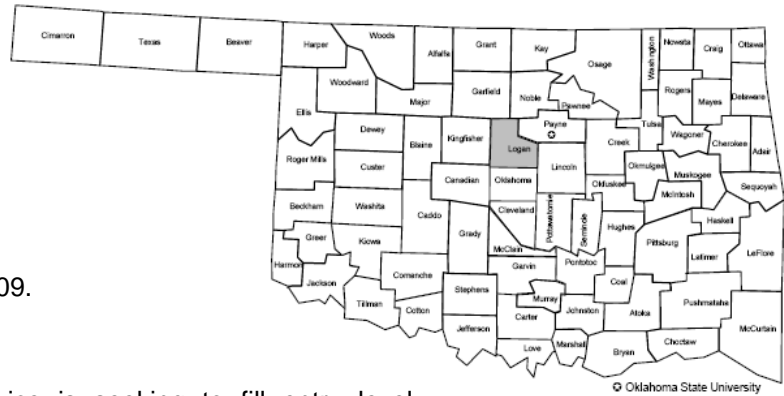 Cimarron Texas Beaver Harper Woods Alfalfa Grant Kay Osage Washington Nowata Craig Ottawa
Woodward Major Garfield Noble Pawnee Rogers Mayes Delaware
Ellis Dewey Blaine Kingfisher Logan Payne Creek Tulsa Wagoner Cherokee Adair
Roger Mills Custer Canadian Oklahoma Lincoln Okfuskee Okmulgee Muskogee McIntosh Sequoyah
Beckham Washita Caddo Grady Cleveland Pottawatomie Seminole Hughes Pittsburg Haskell
Greer Kiowa McClain Garvin Pontotoc Latimer LeFlore
Harmon Jackson Comanche Stephens Murray Coal
09.
Tillman Cotton Carter Johnston Atoka Pushmataha McCurtain
Jefferson Love Marshall Bryan Choctaw
Oklahoma State University